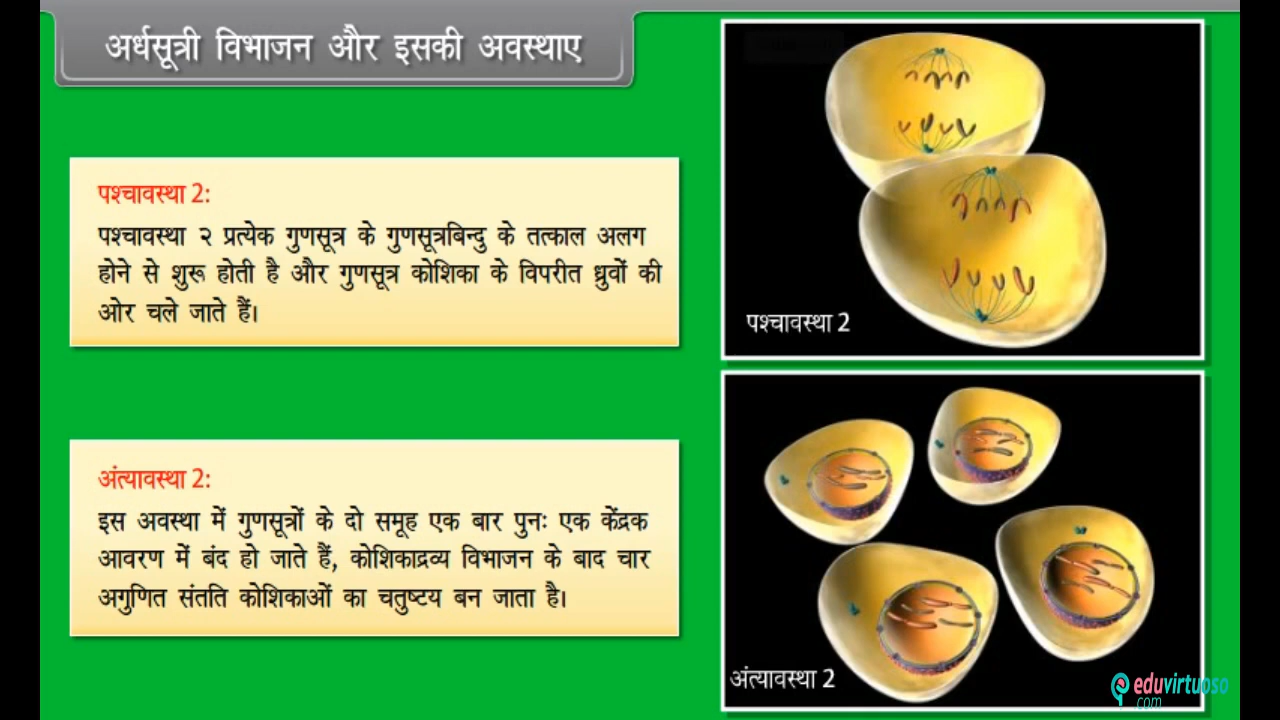 अर्धसूत्री विभाजन और इसकी अवस्थाए
पश्चावस्था 2:
पश्चावस्था २ प्रत्येक गुणसूत्र के गुणसूत्रबिन्दु के तत्काल अलग
होने से शुरू होती है और गुणसूत्र कोशिका के विपरीत ध्रुवों की
ओर चले जाते हैं।
पश्चावस्था 2
अंत्यावस्था 2:
इस अवस्था में गुणसूत्रों के दो समूह एक बार पुनः एक केंद्रक
आवरण में बंद हो जाते हैं, कोशिकाद्रव्य विभाजन के बाद चार
अगुणित संतति कोशिकाओं का चतुष्टय बन जाता है।
अंत्यावस्था 2
eduvirtuoso
.com